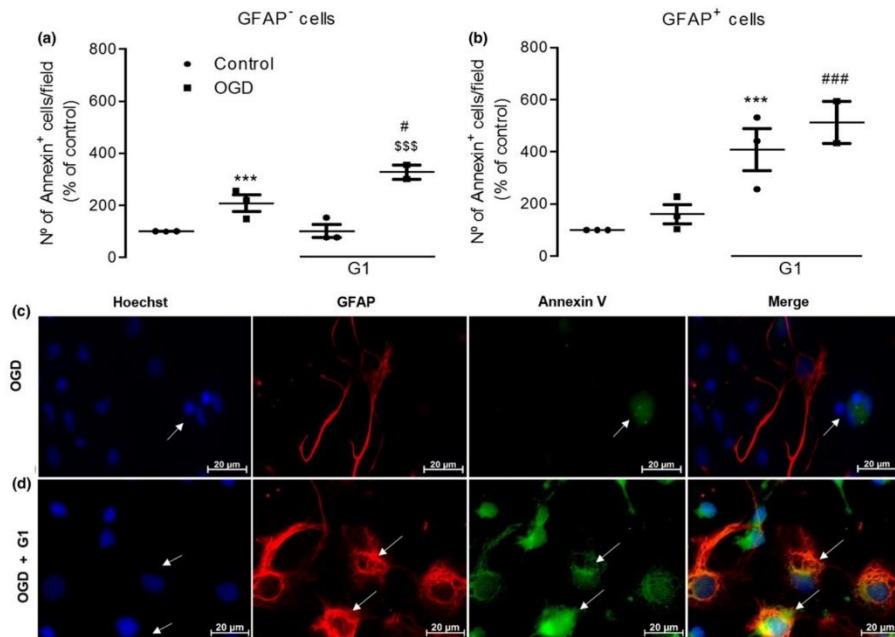 GFAP⁻ cells
(a)
Nº of Annexin⁺ cells/field
(% of control)
800
600
400
200
0
Control
OGD
***
#
$$$
G1
GFAP⁺ cells
(b)
Nº of Annexin⁺ cells/field
(% of control)
800
600
400
200
0
***
###
G1
(c)
Hoechst
GFAP
Annexin V
Merge
OGD
20 µm
20 µm
20 µm
20 µm
(d)
OGD + G1
20 µm
20 µm
20 µm
20 µm